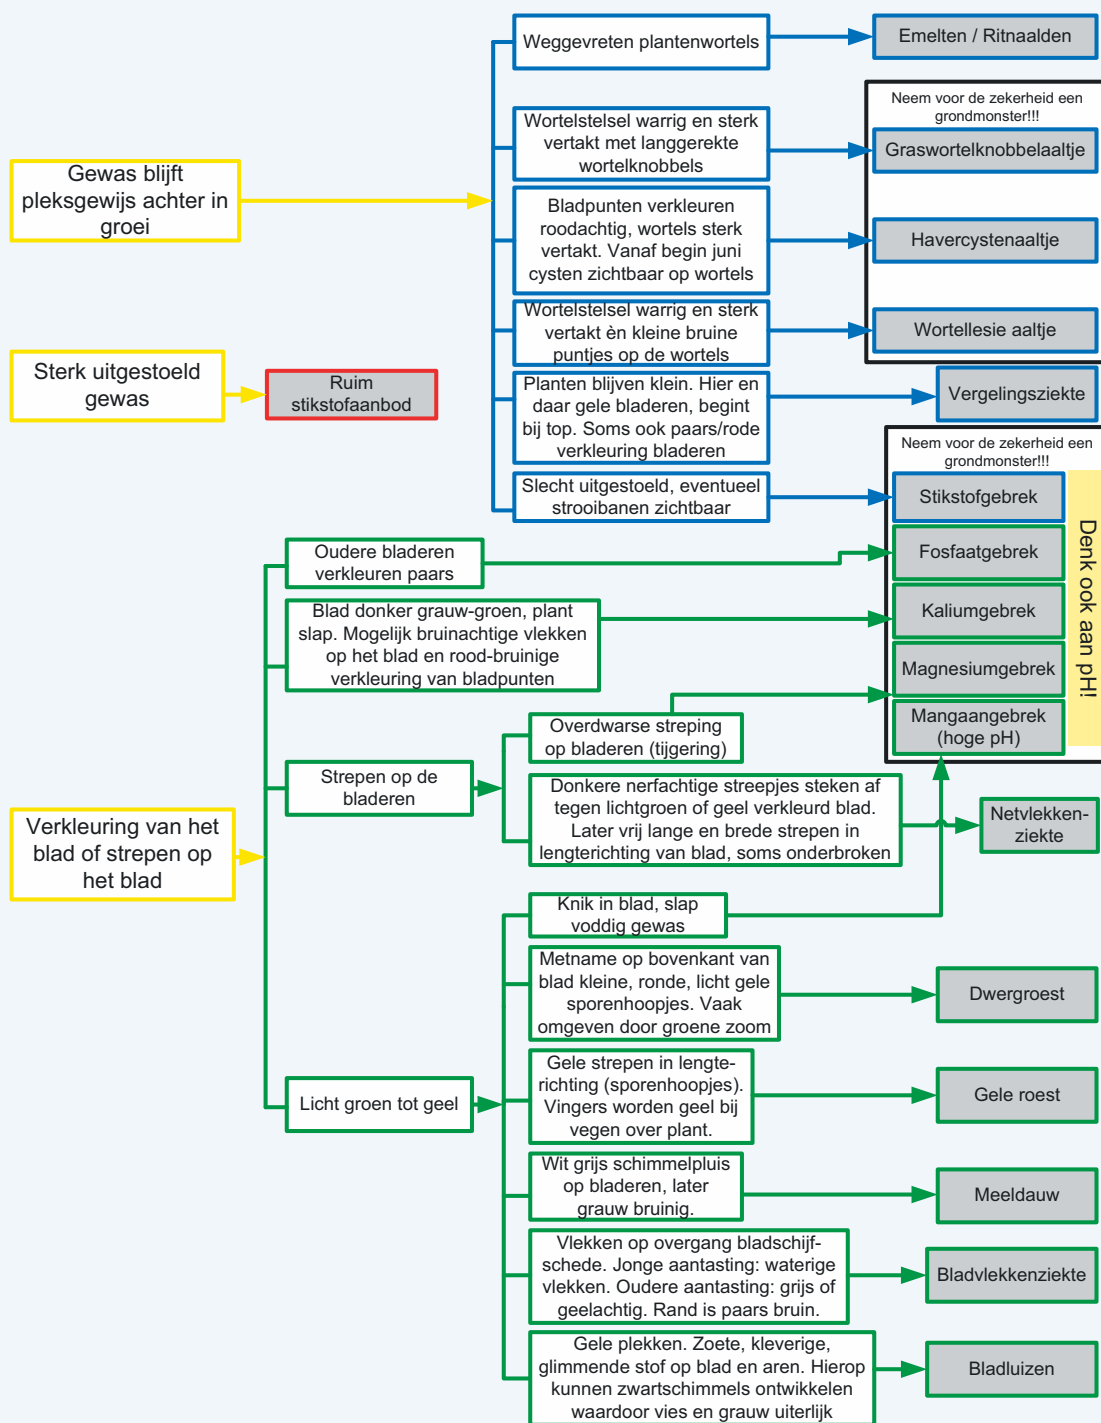 Gewas blijft
pleksgewijs achter in
groei
Weggevreten plantenwortels
Emelten / Ritnaalden
Neem voor de zekerheid een
grondmonster!!!
Wortelstelsel warrig en sterk
vertakt met langgerekte
wortelknobbels
Graswortelknobbelaaltje
Bladpunten verkleuren
roodachtig, wortels sterk
vertakt. Vanaf begin juni
cysten zichtbaar op wortels
Havercystenaaltje
Wortelstelsel warrig en sterk
vertakt èn kleine bruine
puntjes op de wortels
Wortellesie aaltje
Planten blijven klein. Hier en
daar gele bladeren, begint
bij top. Soms ook paars/rode
verkleuring bladeren
Vergelingsziekte
Slecht uitgestoeld, eventueel
strooibanen zichtbaar
Neem voor de zekerheid een
grondmonster!!!
Stikstofgebrek
Sterk uitgestoeld
gewas
Ruim
stikstofaanbod
Verkleuring van het
blad of strepen op
het blad
Oudere bladeren
verkleuren paars
Fosfaatgebrek
Blad donker grauw-groen, plant
slap. Mogelijk bruinachtige vlekken
op het blad en rood-bruinige
verkleuring van bladpunten
Kaliumgebrek
Strepen op de
bladeren
Overdwarse streping
op bladeren (tijgering)
Magnesiumgebrek
Mangaangebrek
(hoge pH)
Denk ook aan pH!
Donkere nerfachtige streepjes steken af
tegen lichtgroen of geel verkleurd blad.
Later vrij lange en brede strepen in
lengterichting van blad, soms onderbroken
Netvlekken-
ziekte
Licht groen tot geel
Knik in blad, slap
voddig gewas
Metname op bovenkant van
blad kleine, ronde, licht gele
sporenhoopjes. Vaak
omgeven door groene zoom
Dwergroest
Gele strepen in lengte-
richting (sporenhoopjes).
Vingers worden geel bij
vegen over plant.
Gele roest
Wit grijs schimmelpluis
op bladeren, later
grauw bruinig.
Meeldauw
Vlekken op overgang bladschijf-
schede. Jonge aantasting: waterige
vlekken. Oudere aantasting: grijs of
geelachtig. Rand is paars bruin.
Bladvlekkenziekte
Gele plekken. Zoete, kleverige,
glimmende stof op blad en aren. Hierop
kunnen zwartschimmels ontwikkelen
waardoor vies en grauw uiterlijk
Bladluizen